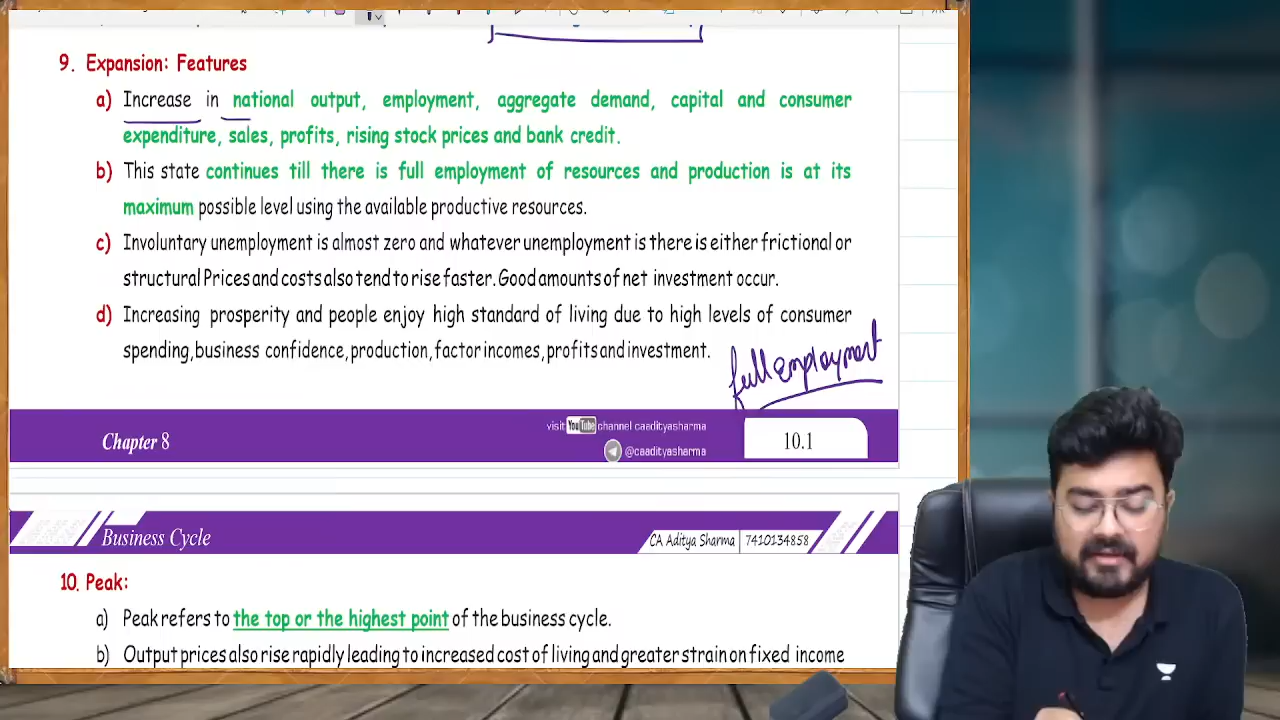 9. Expansion: Features
a) Increase in national output, employment, aggregate demand, capital and consumer
expenditure, sales, profits, rising stock prices and bank credit.
b) This state continues till there is full employment of resources and production is at its
maximum possible level using the available productive resources.
c) Involuntary unemployment is almost zero and whatever unemployment is there is either frictional or
structural Prices and costs also tend to rise faster. Good amounts of net investment occur.
d) Increasing prosperity and people enjoy high standard of living due to high levels of consumer
spending, business confidence, production, factor incomes, profits and investment.
full employment
visit YouTube channel caadityasharma
Chapter 8
10.1
@caadityasharma
Business Cycle
CA Aditya Sharma 7410134858
10. Peak:
a) Peak refers to the top or the highest point of the business cycle.
b) Output prices also rise rapidly leading to increased cost of living and greater strain on fixed income